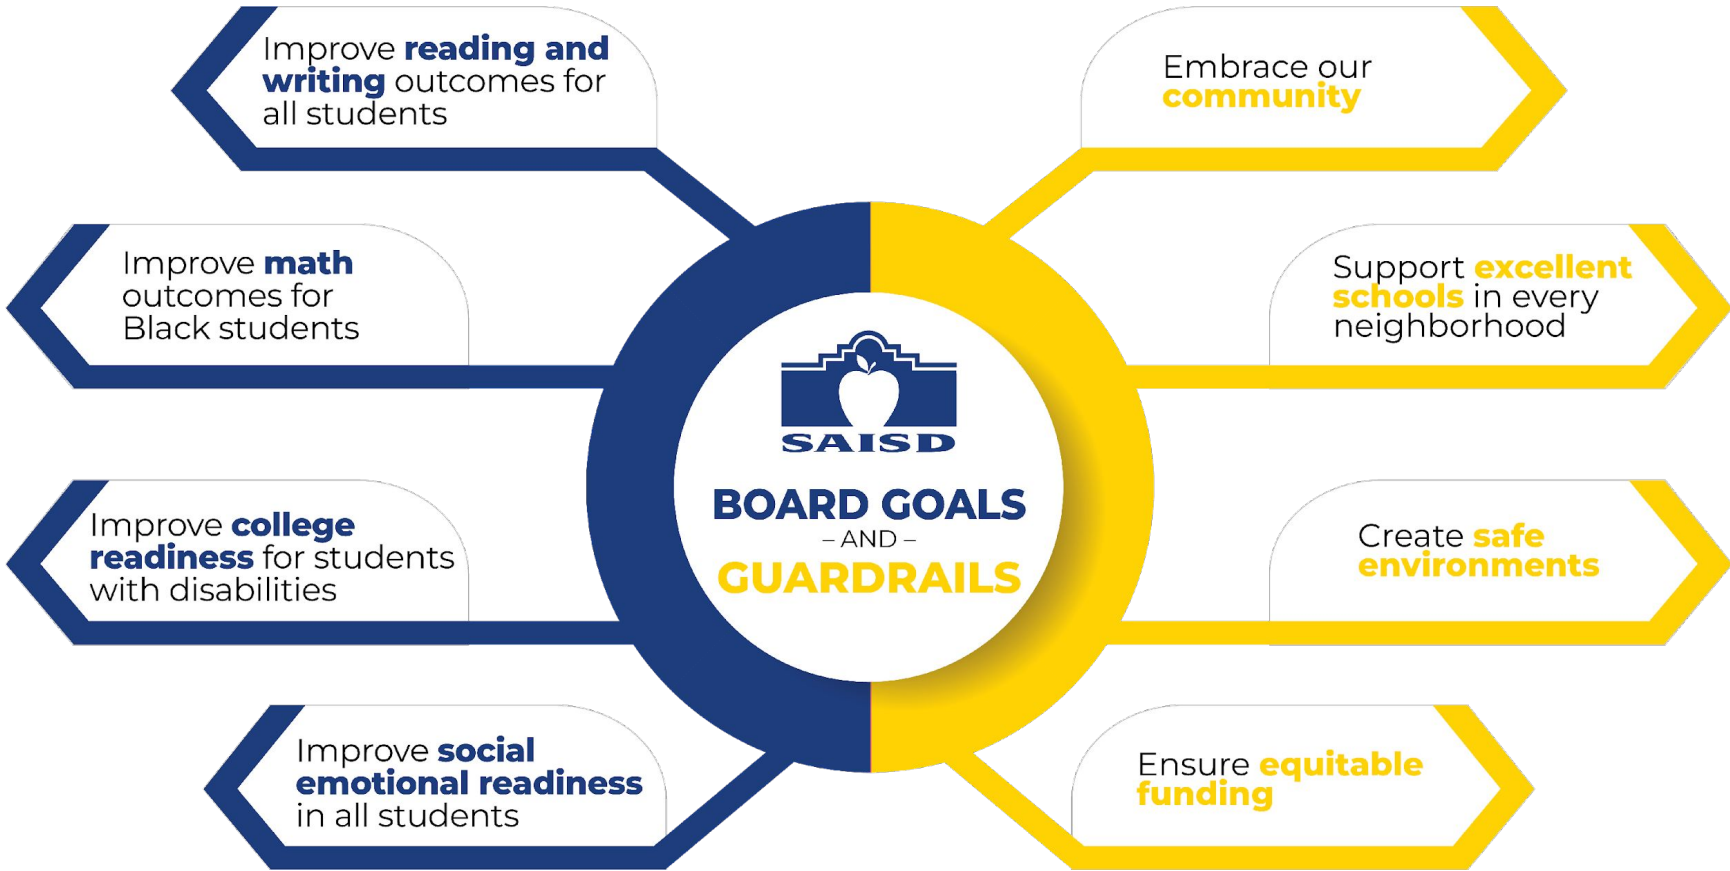 Improve reading and
writing outcomes for
all students
Improve math
outcomes for
Black students
Improve college
readiness for students
with disabilities
Improve social
emotional readiness
in all students
SAISD
BOARD GOALS
– AND –
GUARDRAILS
Embrace our
community
Support excellent
schools in every
neighborhood
Create safe
environments
Ensure equitable
funding